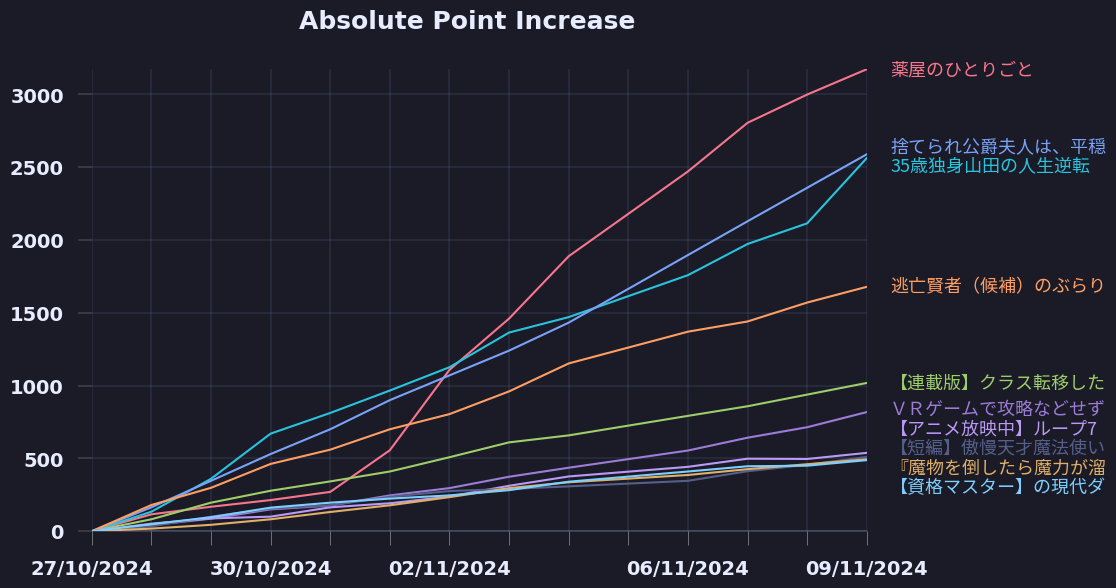 Absolute Point Increase
3000
2500
2000
1500
1000
500
0
27/10/2024
30/10/2024
02/11/2024
06/11/2024
09/11/2024
薬屋のひとりごと
捨てられ公爵夫人は、平穏
35歳独身山田の人生逆転
逃亡賢者（候補）のぶらり
【連載版】クラス転移した
ＶＲゲームで攻略などせず
【アニメ放映中】ループ7
【短編】傲慢天才魔法使い
『魔物を倒したら魔力が溜
【資格マスター】の現代ダ